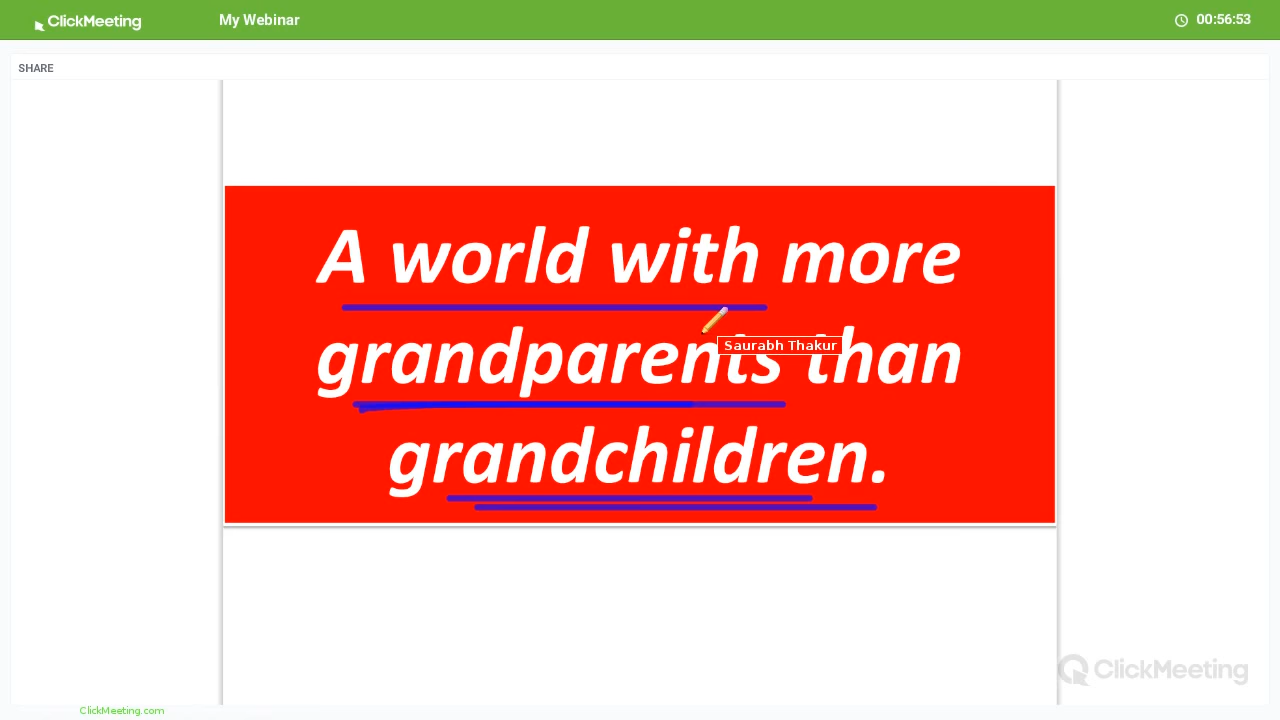 ClickMeeting
My Webinar
00:56:53
SHARE
A world with more
grandparents than
grandchildren.
Saurabh Thakur
ClickMeeting
ClickMeeting.com